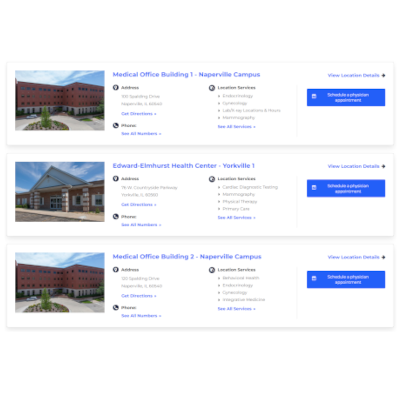 Medical Office Building 1 - Naperville Campus
View Location Details →
Address
Spalding Drive
Naperville, IL 60540
Get Directions »
Phone:
See All Numbers »
Location Services
Endocrinology
Gynecology
Lab/X-ray Locations & Hours
Mammography
See All Services »
Schedule a physician
appointment
Edward-Elmhurst Health Center - Yorkville 1
View Location Details →
Address
76 W. Countryside Parkway
Yorkville, IL 60560
Get Directions »
Phone:
See All Numbers »
Location Services
Cardiac Diagnostic Testing
Mammography
Physical Therapy
Primary Care
See All Services »
Schedule a physician
appointment
Medical Office Building 2 - Naperville Campus
View Location Details →
Address
Spalding Drive
Naperville, IL 60540
Get Directions »
Phone:
See All Numbers »
Location Services
Behavioral Health
Endocrinology
Gynecology
Integrative Medicine
See All Services »
Schedule a physician
appointment